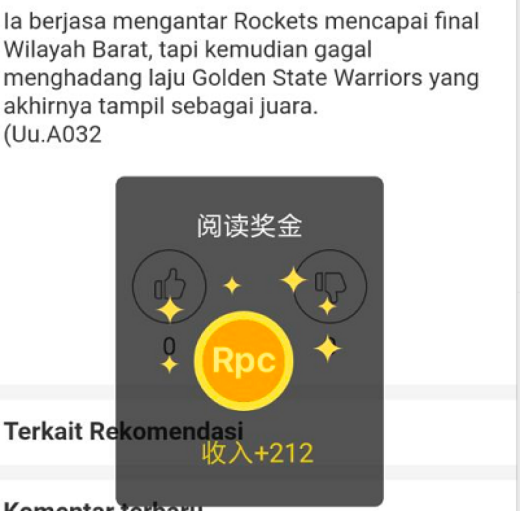 Ia berjasa mengantar Rockets mencapai final
Wilayah Barat, tapi kemudian gagal
menghadang laju Golden State Warriors yang
akhirnya tampil sebagai juara.
(Uu.A032
阅读奖金
0
Rpc
Terkait Rekomendasi
收入+212
Komentar terbaru